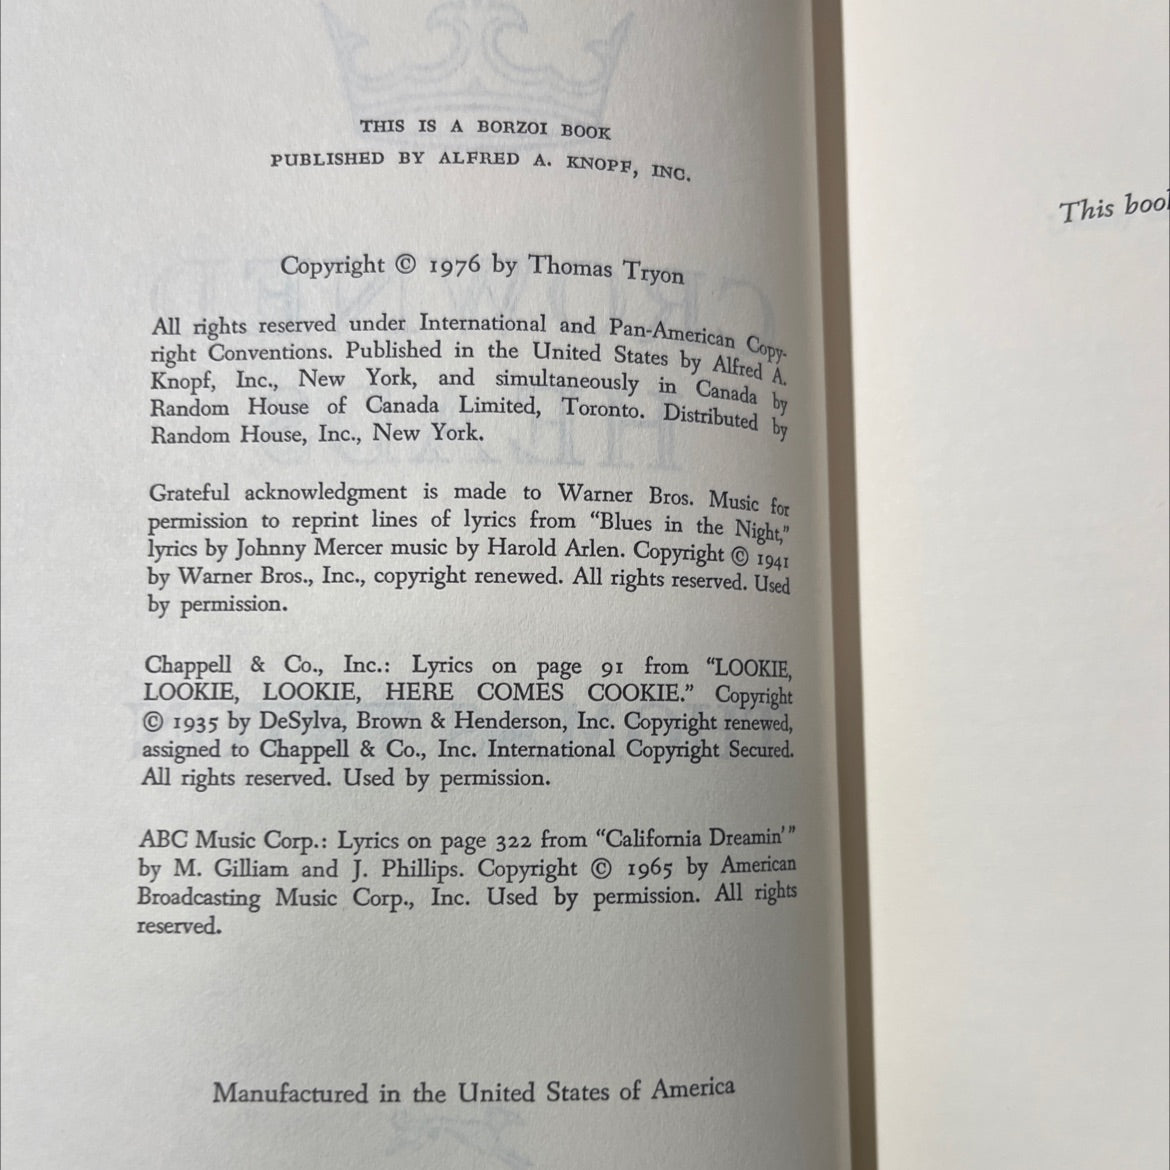 THIS IS A BORZOI BOOK
PUBLISHED BY ALFRED A. KNOPF, INC.
Copyright © 1976 by Thomas Tryon
All rights reserved under International and Pan-American Copy-
right Conventions. Published in the United States by Alfred A.
Knopf, Inc., New York, and simultaneously in Canada by
Random House of Canada Limited, Toronto. Distributed by
Random House, Inc., New York.
Grateful acknowledgment is made to Warner Bros. Music for
permission to reprint lines of lyrics from “Blues in the Night,”
lyrics by Johnny Mercer music by Harold Arlen. Copyright © 1941
by Warner Bros., Inc., copyright renewed. All rights reserved. Used
by permission.
Chappell & Co., Inc.: Lyrics on page 91 from “LOOKIE,
LOOKIE, LOOKIE, HERE COMES COOKIE.” Copyright
© 1935 by DeSylva, Brown & Henderson, Inc. Copyright renewed,
assigned to Chappell & Co., Inc. International Copyright Secured.
All rights reserved. Used by permission.
ABC Music Corp.: Lyrics on page 322 from “California Dreamin’”
by M. Gilliam and J. Phillips. Copyright © 1965 by American
Broadcasting Music Corp., Inc. Used by permission. All rights
reserved.
Manufactured in the United States of America
This book